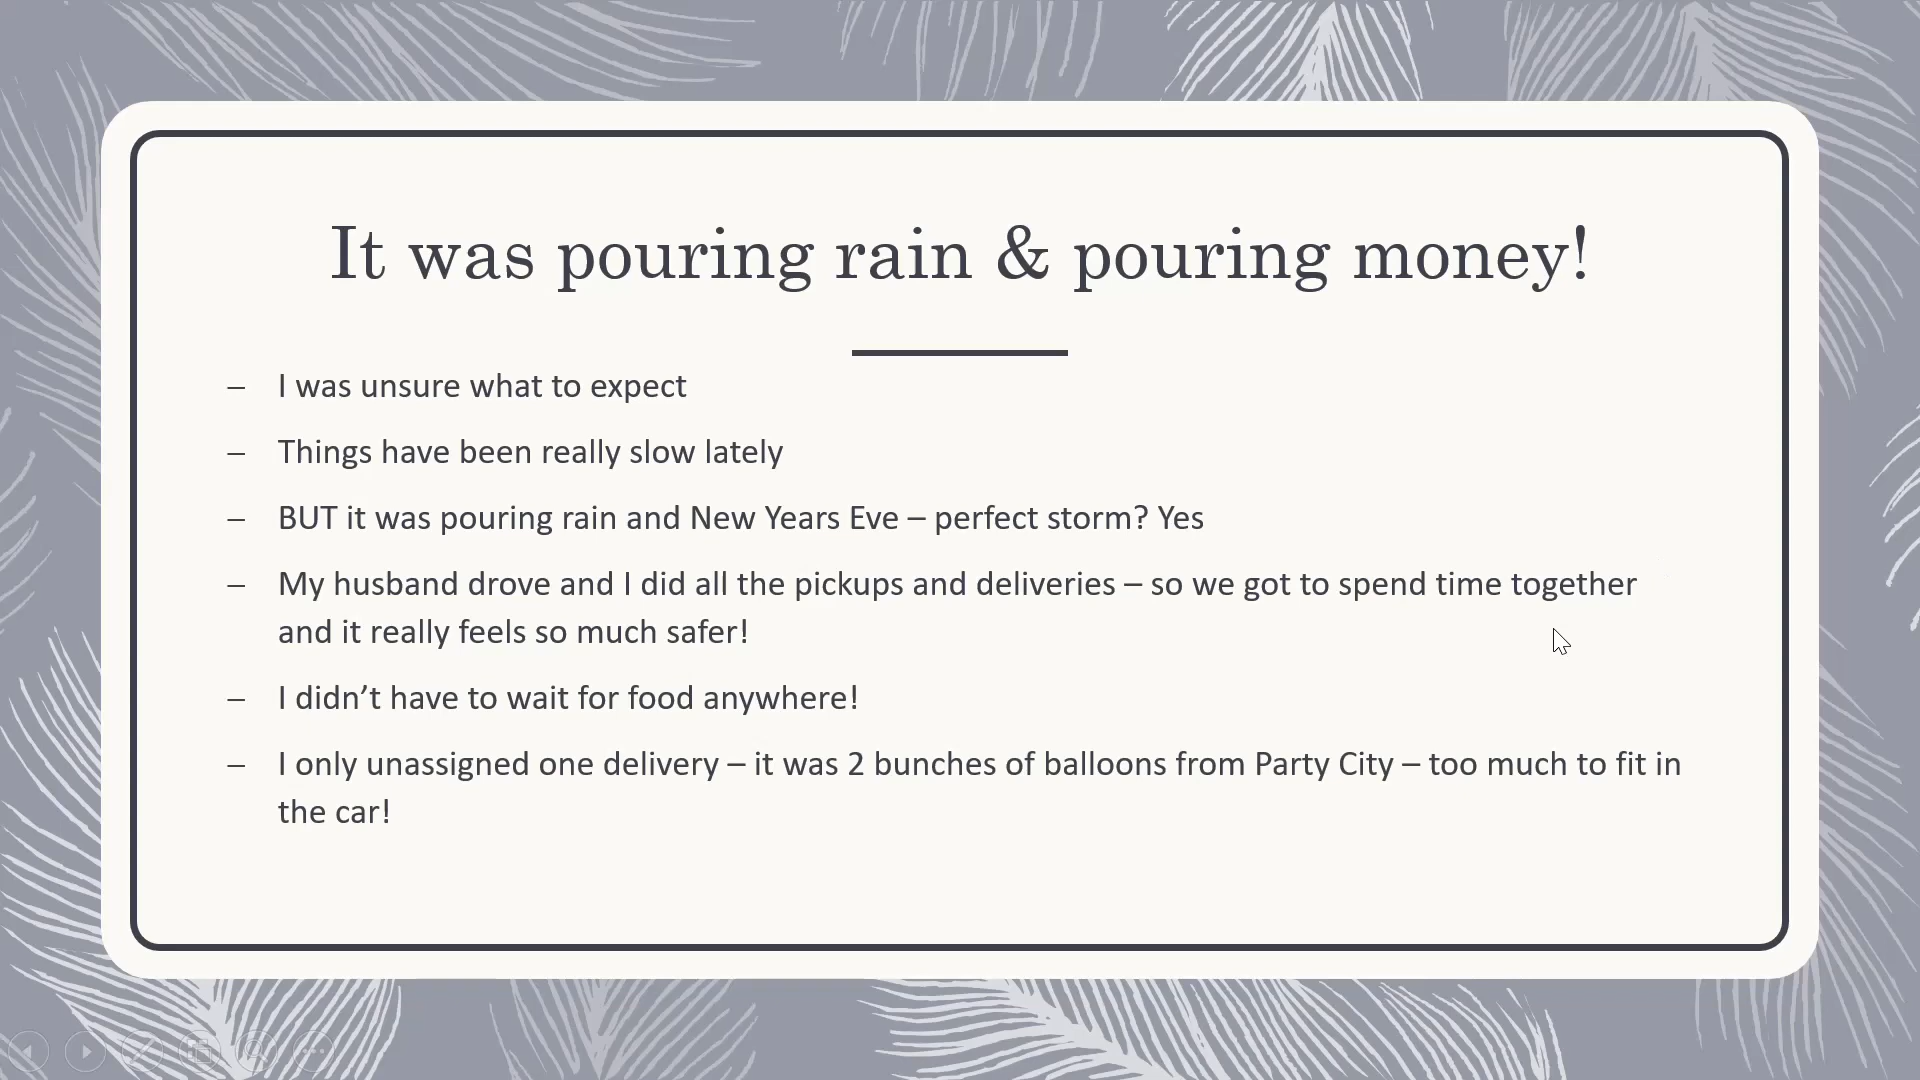 It was pouring rain & pouring money!
– I was unsure what to expect
– Things have been really slow lately
– BUT it was pouring rain and New Years Eve – perfect storm? Yes
– My husband drove and I did all the pickups and deliveries – so we got to spend time together
and it really feels so much safer!
– I didn’t have to wait for food anywhere!
– I only unassigned one delivery – it was 2 bunches of balloons from Party City – too much to fit in
the car!